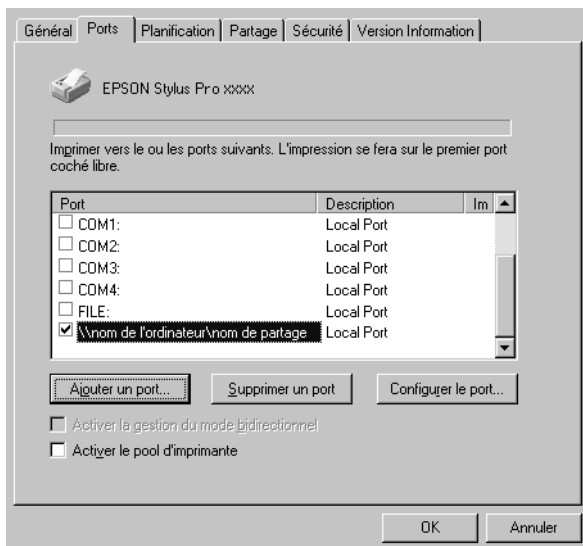 Général Ports Planification Partage Sécurité Version Information
EPSON Stylus Pro xxxx
Imprimer vers le ou les ports suivants. L'impression se fera sur le premier port
coché libre.
Port Description Im
COM1: Local Port
COM2: Local Port
COM3: Local Port
COM4: Local Port
FILE: Local Port
\\nom de l'ordinateur\nom de partage Local Port
Ajouter un port... Supprimer un port Configurer le port...
Activer la gestion du mode bidirectionnel
Activer le pool d'imprimante
OK Annuler